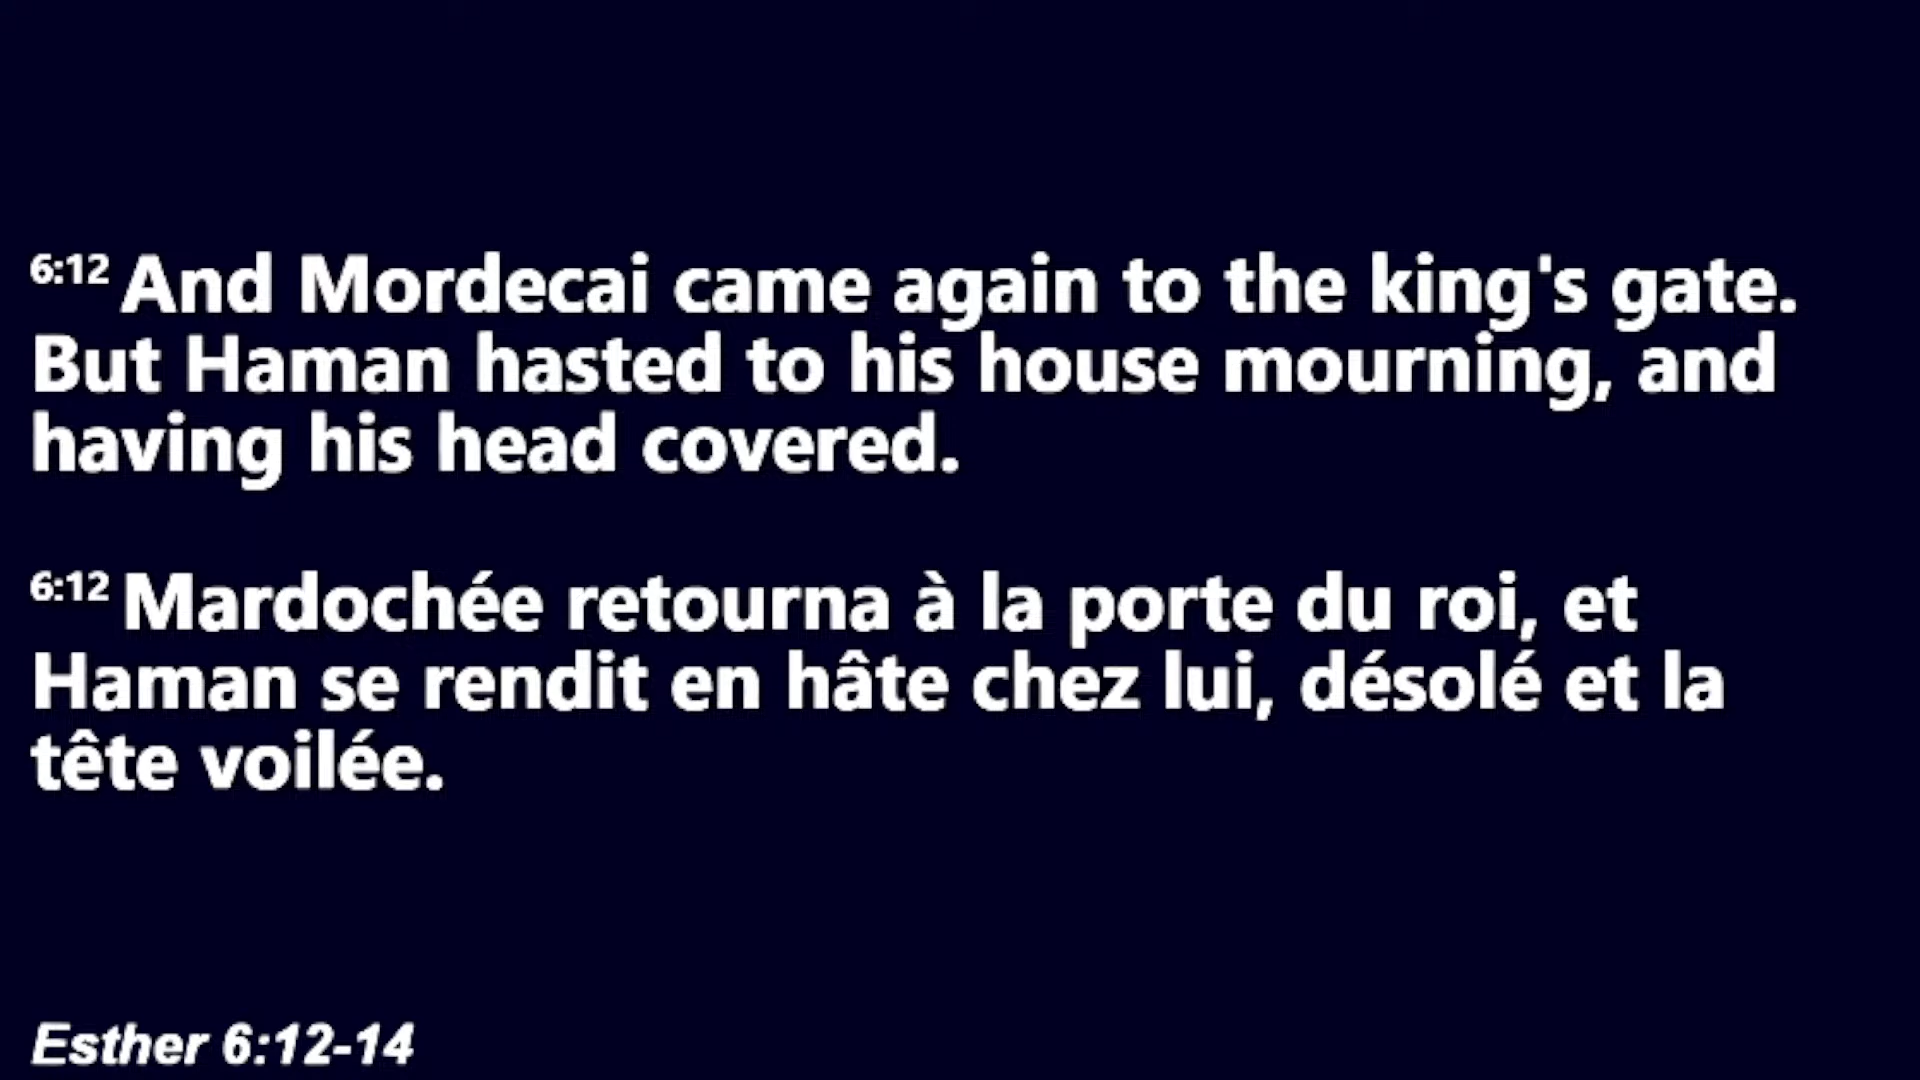 6:12 And Mordecai came again to the king's gate.
But Haman hasted to his house mourning, and
having his head covered.
6:12 Mardochée retourna à la porte du roi, et
Haman se rendit en hâte chez lui, désolé et la
tête voilée.
Esther 6:12-14